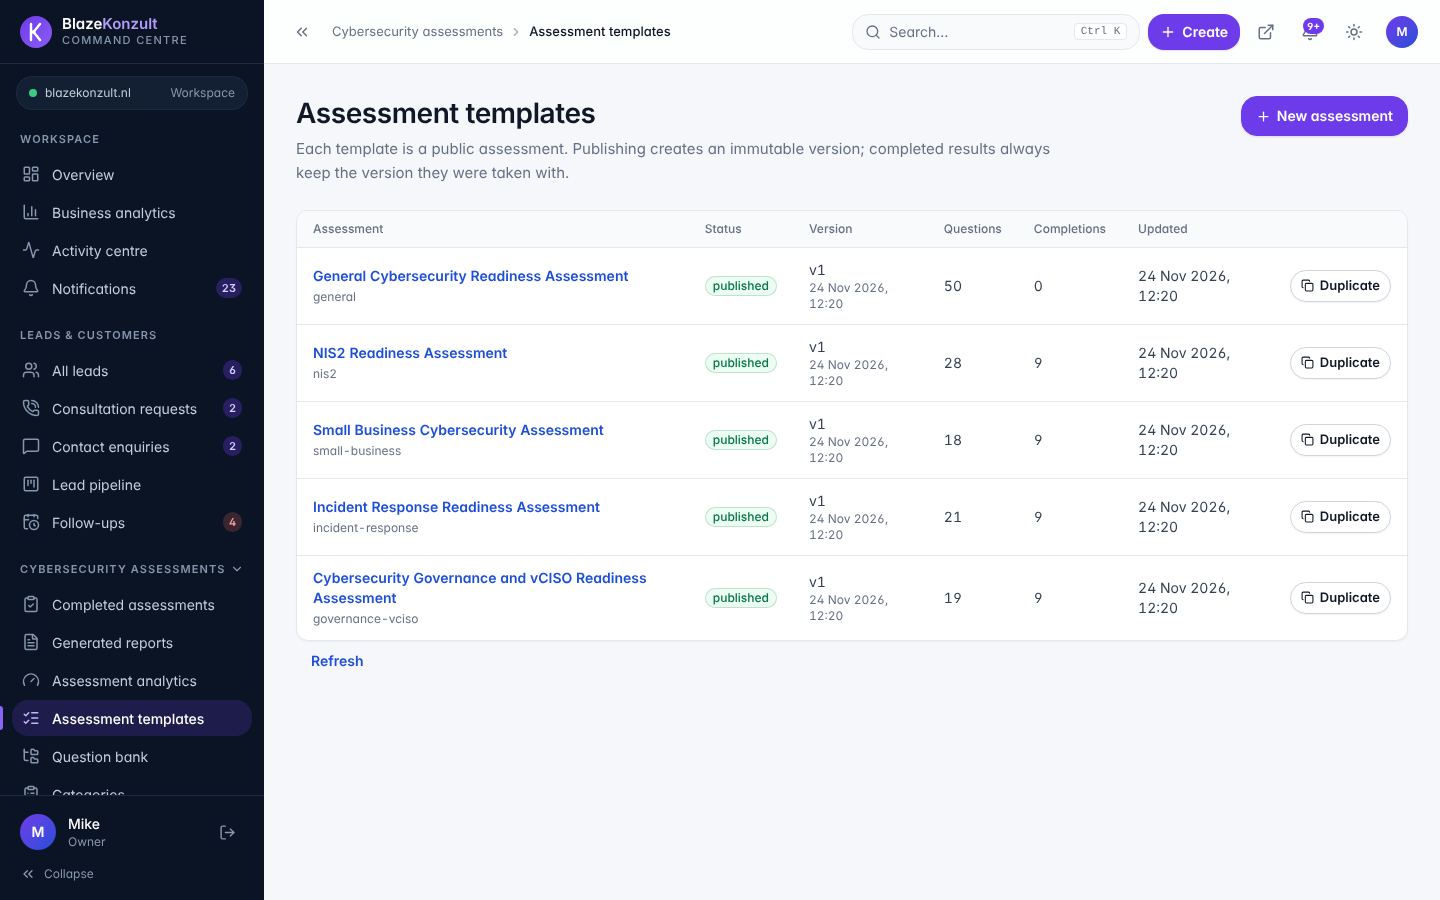 BlazeKonzult
COMMAND CENTRE
blazekonzult.nl Workspace
WORKSPACE
Overview
Business analytics
Activity centre
Notifications 23
LEADS & CUSTOMERS
All leads 6
Consultation requests 2
Contact enquiries 2
Lead pipeline
Follow-ups 4
CYBERSECURITY ASSESSMENTS
Completed assessments
Generated reports
Assessment analytics
Assessment templates
Question bank
Categories
M Mike
Owner
Collapse
Cybersecurity assessments > Assessment templates
Search... Ctrl K
+ Create
9+
M
Assessment templates
+ New assessment
Each template is a public assessment. Publishing creates an immutable version; completed results always
keep the version they were taken with.
Assessment Status Version Questions Completions Updated
General Cybersecurity Readiness Assessment
general
published
v1
24 Nov 2026,
12:20
50
0
24 Nov 2026,
12:20
Duplicate
NIS2 Readiness Assessment
nis2
published
v1
24 Nov 2026,
12:20
28
9
24 Nov 2026,
12:20
Duplicate
Small Business Cybersecurity Assessment
small-business
published
v1
24 Nov 2026,
12:20
18
9
24 Nov 2026,
12:20
Duplicate
Incident Response Readiness Assessment
incident-response
published
v1
24 Nov 2026,
12:20
21
9
24 Nov 2026,
12:20
Duplicate
Cybersecurity Governance and vCISO Readiness
Assessment
governance-vciso
published
v1
24 Nov 2026,
12:20
19
9
24 Nov 2026,
12:20
Duplicate
Refresh